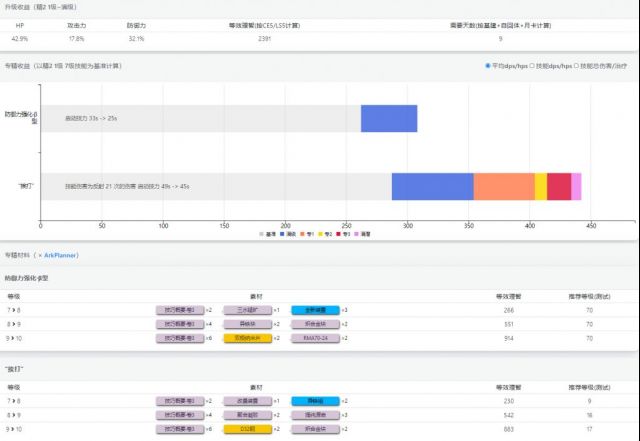 升级收益（精2 1级~满级）
HP 攻击力 防御力 等效理智(按CE5/LS5计算) 需要天数(按基建+自回体+月卡计算)
42.9% 17.8% 32.1% 2391 9
专精收益（以精2 1级 7级技能为基准计算） 平均dps/hps 技能dps/hps 技能总伤害/治疗
防御力强化·β型
启动技力 33s -> 25s
"挨打"
技能伤害为反射 21 次的伤害 启动技力 49s -> 45s
0 50 100 150 200 250 300 350 400 450
基准 满级 专1 专2 专3 满潜
专精材料（ × ArkPlanner）
防御力强化·β型
等级 素材 等效理智 推荐等级(测试)
7 8 技巧概要·卷3 ×2 三水锰矿 ×1 全新装置 ×3 266 70
8 9 技巧概要·卷3 ×4 异铁块 ×2 炽合金块 ×2 551 70
9 10 技巧概要·卷3 ×6 双极纳米片 ×2 RMA70-24 ×2 914 70
"挨打"
等级 素材 等效理智 推荐等级(测试)
7 8 技巧概要·卷3 ×2 改量装置 ×1 异铁组 ×2 230 9
8 9 技巧概要·卷3 ×4 聚合凝胶 ×2 提纯源岩 ×3 542 16
9 10 技巧概要·卷3 ×6 D32钢 ×2 炽合金块 ×2 883 17